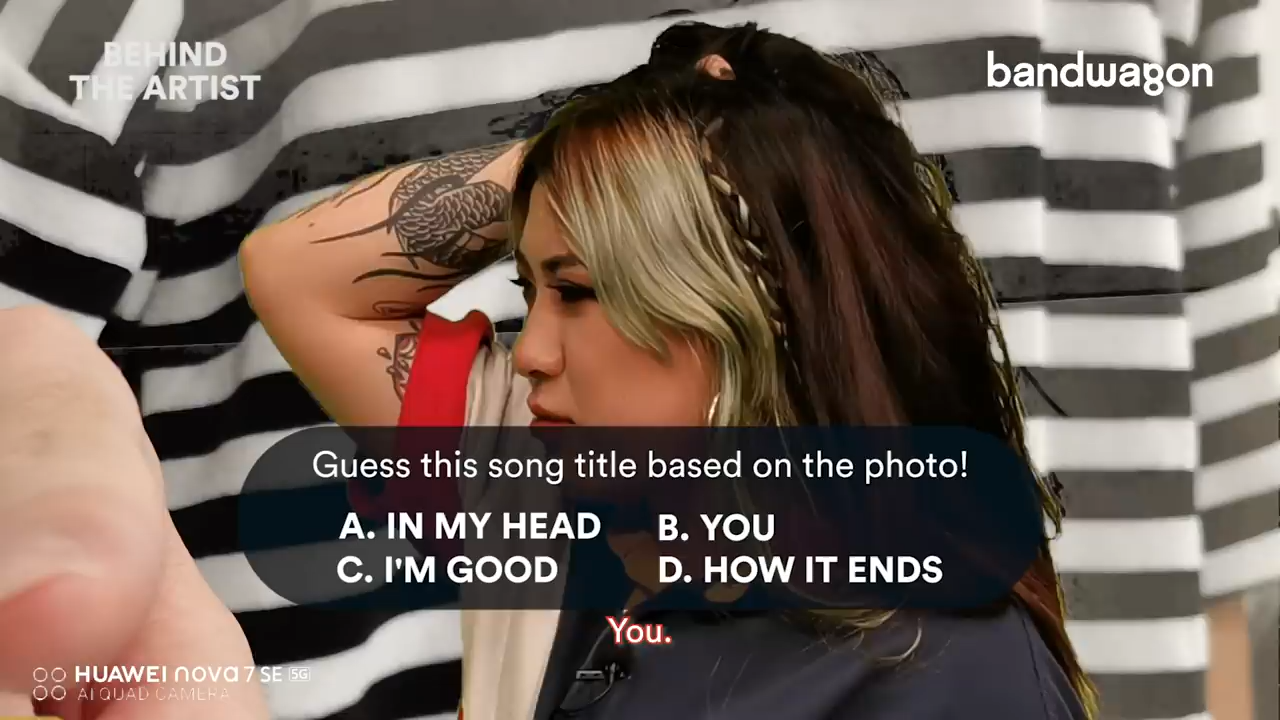 BEHIND
THE ARTIST
bandwagon
Guess this song title based on the photo!
A. IN MY HEAD
B. YOU
C. I'M GOOD
D. HOW IT ENDS
You.
HUAWEI nova 7 SE 5G
AI QUAD CAMERA